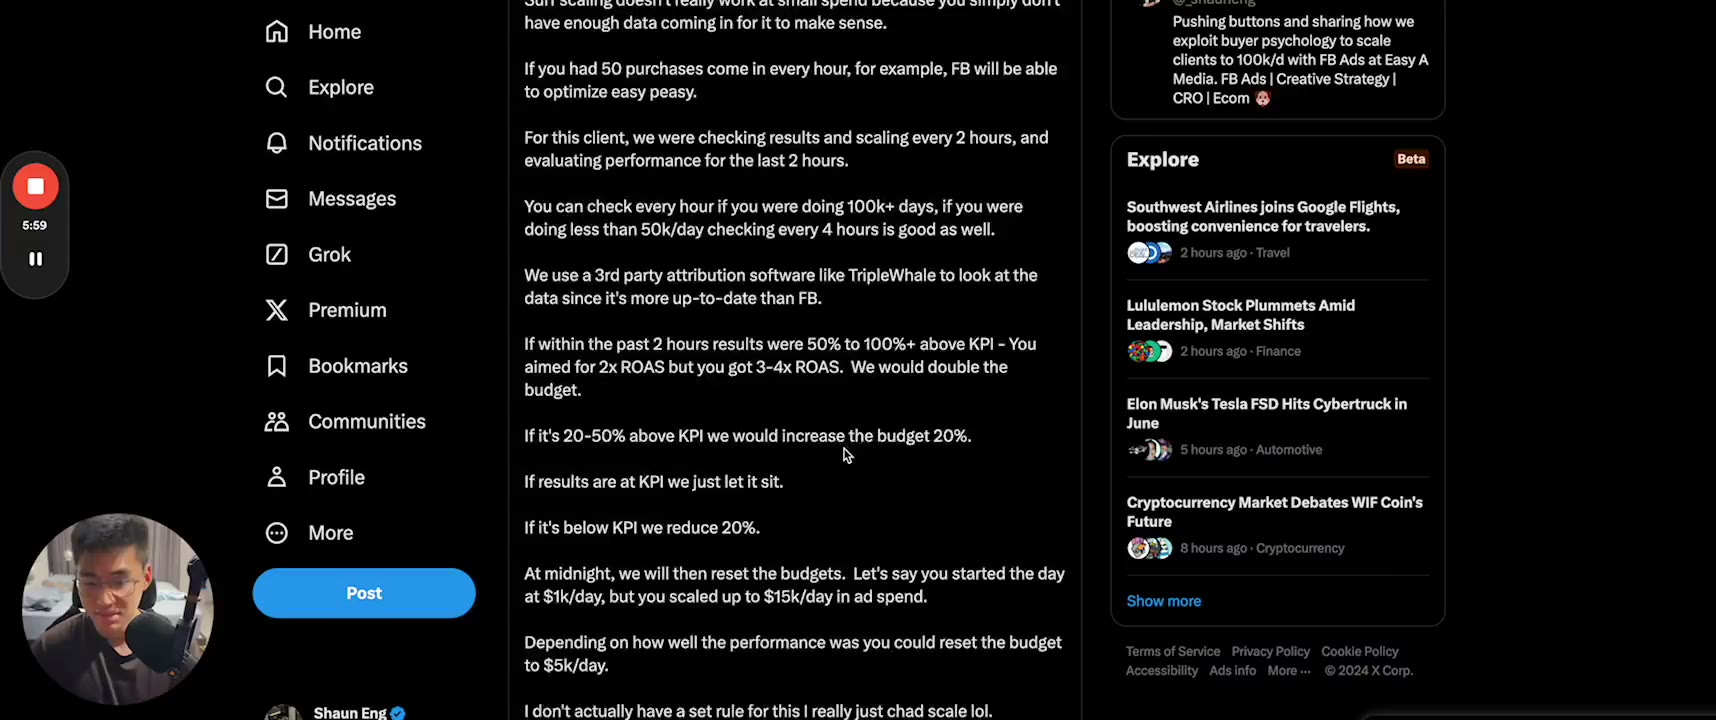 Home
Explore
Notifications
Messages
Grok
Premium
Bookmarks
Communities
Profile
More
Post
Shaun Eng
5:59
Surf scaling doesn't really work at small spend because you simply don't
have enough data coming in for it to make sense.
If you had 50 purchases come in every hour, for example, FB will be able
to optimize easy peasy.
For this client, we were checking results and scaling every 2 hours, and
evaluating performance for the last 2 hours.
You can check every hour if you were doing 100k+ days, if you were
doing less than 50k/day checking every 4 hours is good as well.
We use a 3rd party attribution software like TripleWhale to look at the
data since it's more up-to-date than FB.
If within the past 2 hours results were 50% to 100%+ above KPI - You
aimed for 2x ROAS but you got 3-4x ROAS.  We would double the
budget.
If it's 20-50% above KPI we would increase the budget 20%.
If results are at KPI we just let it sit.
If it's below KPI we reduce 20%.
At midnight, we will then reset the budgets.  Let's say you started the day
at $1k/day, but you scaled up to $15k/day in ad spend.
Depending on how well the performance was you could reset the budget
to $5k/day.
I don't actually have a set rule for this I really just chad scale lol.
@_shauneng
Pushing buttons and sharing how we
exploit buyer psychology to scale
clients to 100k/d with FB Ads at Easy A
Media. FB Ads | Creative Strategy |
CRO | Ecom
Explore Beta
Southwest Airlines joins Google Flights,
boosting convenience for travelers.
2 hours ago · Travel
Lululemon Stock Plummets Amid
Leadership, Market Shifts
2 hours ago · Finance
Elon Musk's Tesla FSD Hits Cybertruck in
June
5 hours ago · Automotive
Cryptocurrency Market Debates WIF Coin's
Future
8 hours ago · Cryptocurrency
Show more
Terms of Service Privacy Policy Cookie Policy
Accessibility Ads info More ··· © 2024 X Corp.